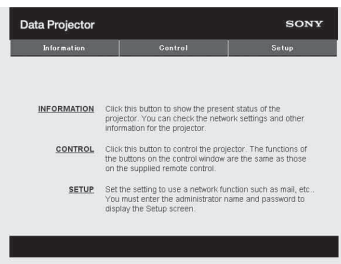 Data Projector
SONY
Information
Control
Setup
INFORMATION
Click this button to show the present status of the
projector. You can check the network settings and other
information for the projector.
CONTROL
Click this button to control the projector. The functions of
the buttons on the control window are the same as those
on the supplied remote control.
SETUP
Set the setting to use a network function such as mail, etc..
You must enter the administrator name and password to
display the Setup screen.